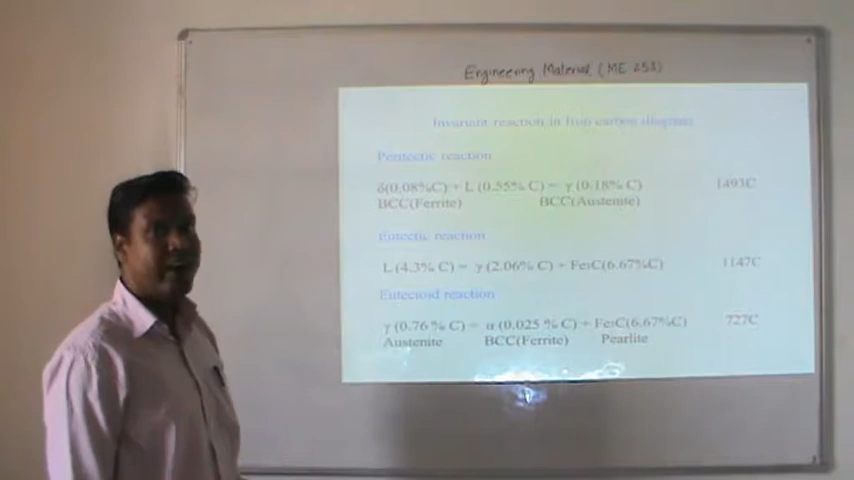 Engineering Material (ME 253)
Invariant reaction in Iron carbon diagram
Peritectic reaction
δ(0.08%C) + L (0.55% C) = γ (0.18% C) 1493C
BCC(Ferrite) BCC(Austenite)
Eutectic reaction
L (4.3% C) = γ (2.06% C) + Fe₃C(6.67%C) 1147C
Eutectoid reaction
γ (0.76 % C) = α (0.025 % C) + Fe₃C(6.67%C) 727C
Austenite BCC(Ferrite) Pearlite